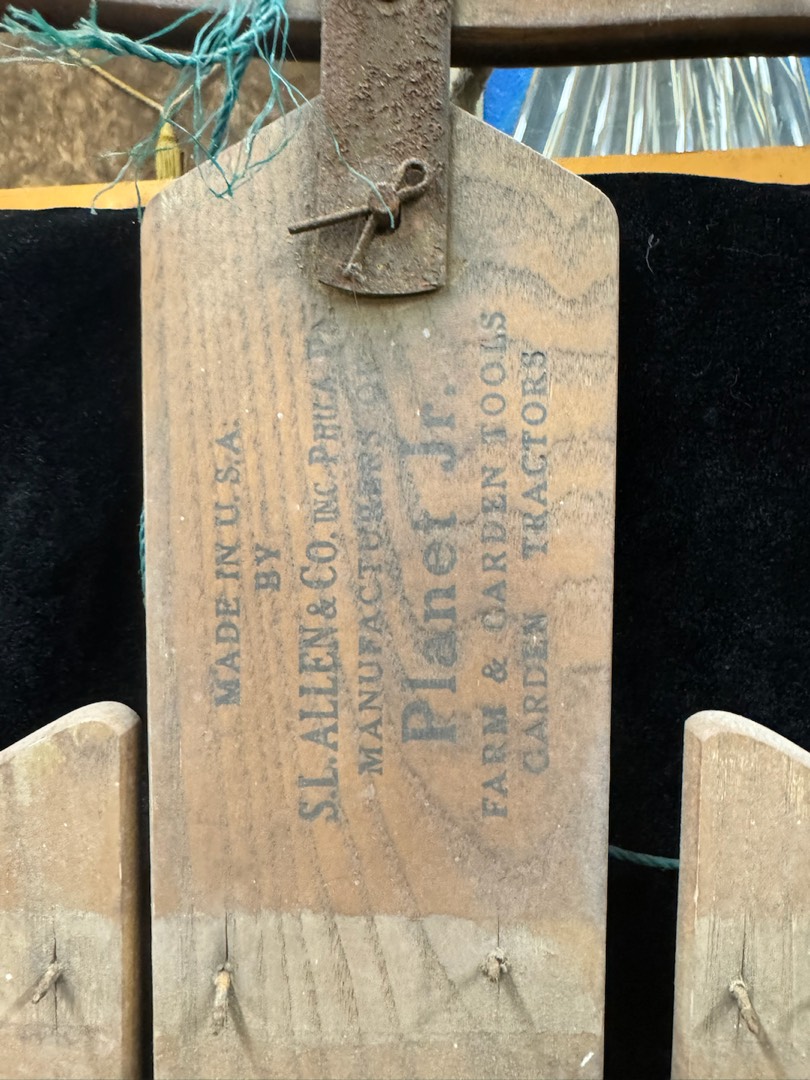 MADE IN U.S.A.
BY
S.L. ALLEN & CO. INC. PHILA. PA
MANUFACTURERS OF
Planet Jr.
FARM & GARDEN TOOLS
GARDEN TRACTORS